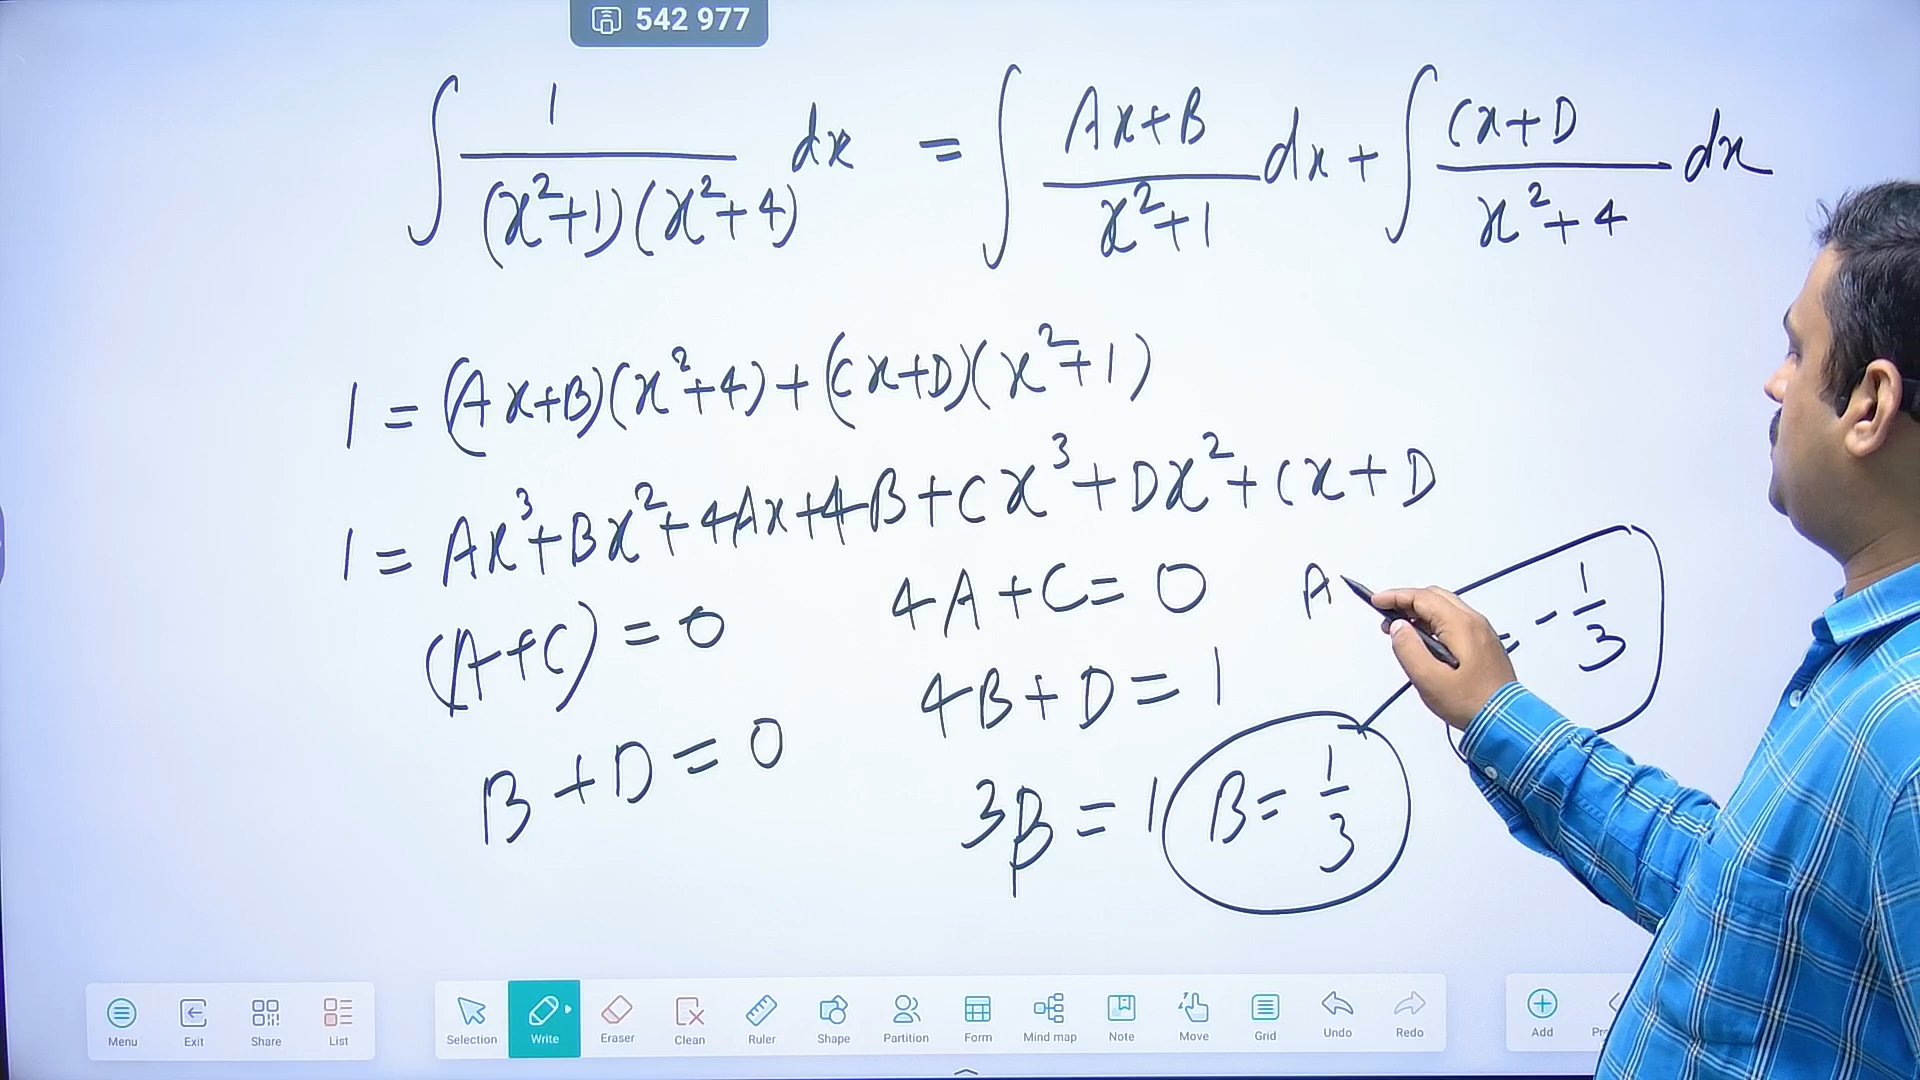 542 977
∫ 1/((x²+1)(x²+4)) dx = ∫ (Ax+B)/(x²+1) dx + ∫ (Cx+D)/(x²+4) dx
1 = (Ax+B)(x²+4)+(Cx+D)(x²+1)
1 = Ax³+Bx²+4Ax+4B+Cx³+Dx²+Cx+D
(A+C) = 0
4A+C = 0
A
= -1/3
4B+D = 1
B+D = 0
3B = 1
B = 1/3
Menu Exit Share List Selection Write Eraser Clean Ruler Shape Partition Form Mind map Note Move Grid Undo Redo Add